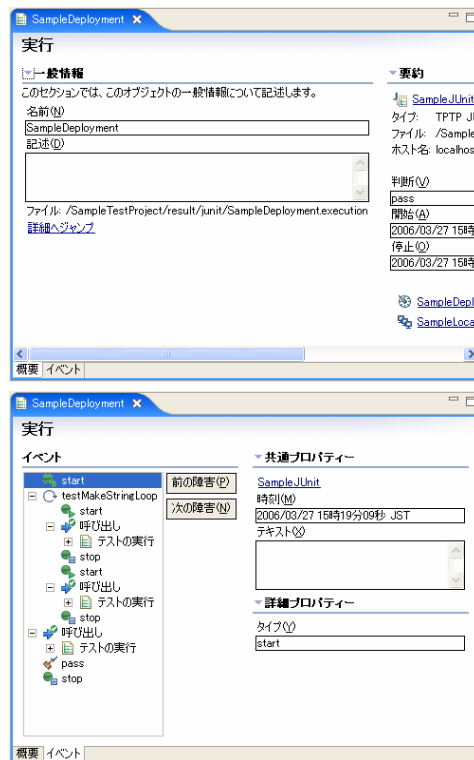 SampleDeployment
実行
一般情報
このセクションでは、このオブジェクトの一般情報について記述します。
名前(N)
SampleDeployment
記述(D)
ファイル: /SampleTestProject/result/junit/SampleDeployment.execution
詳細へジャンプ
要約
SampleJUnit
タイプ: TPTP JU
ファイル: /Sample
ホスト名: localhos
判断(V)
pass
開始(A)
2006/03/27 15時
停止(O)
2006/03/27 15時
SampleDepl
SampleLoca
概要 イベント
SampleDeployment
実行
イベント
start
testMakeStringLoop
start
呼び出し
テストの実行
stop
start
呼び出し
テストの実行
stop
呼び出し
テストの実行
pass
stop
前の障害(P)
次の障害(N)
共通プロパティー
SampleJUnit
時刻(M)
2006/03/27 15時19分09秒 JST
テキスト(X)
詳細プロパティー
タイプ(Y)
start
概要 イベント